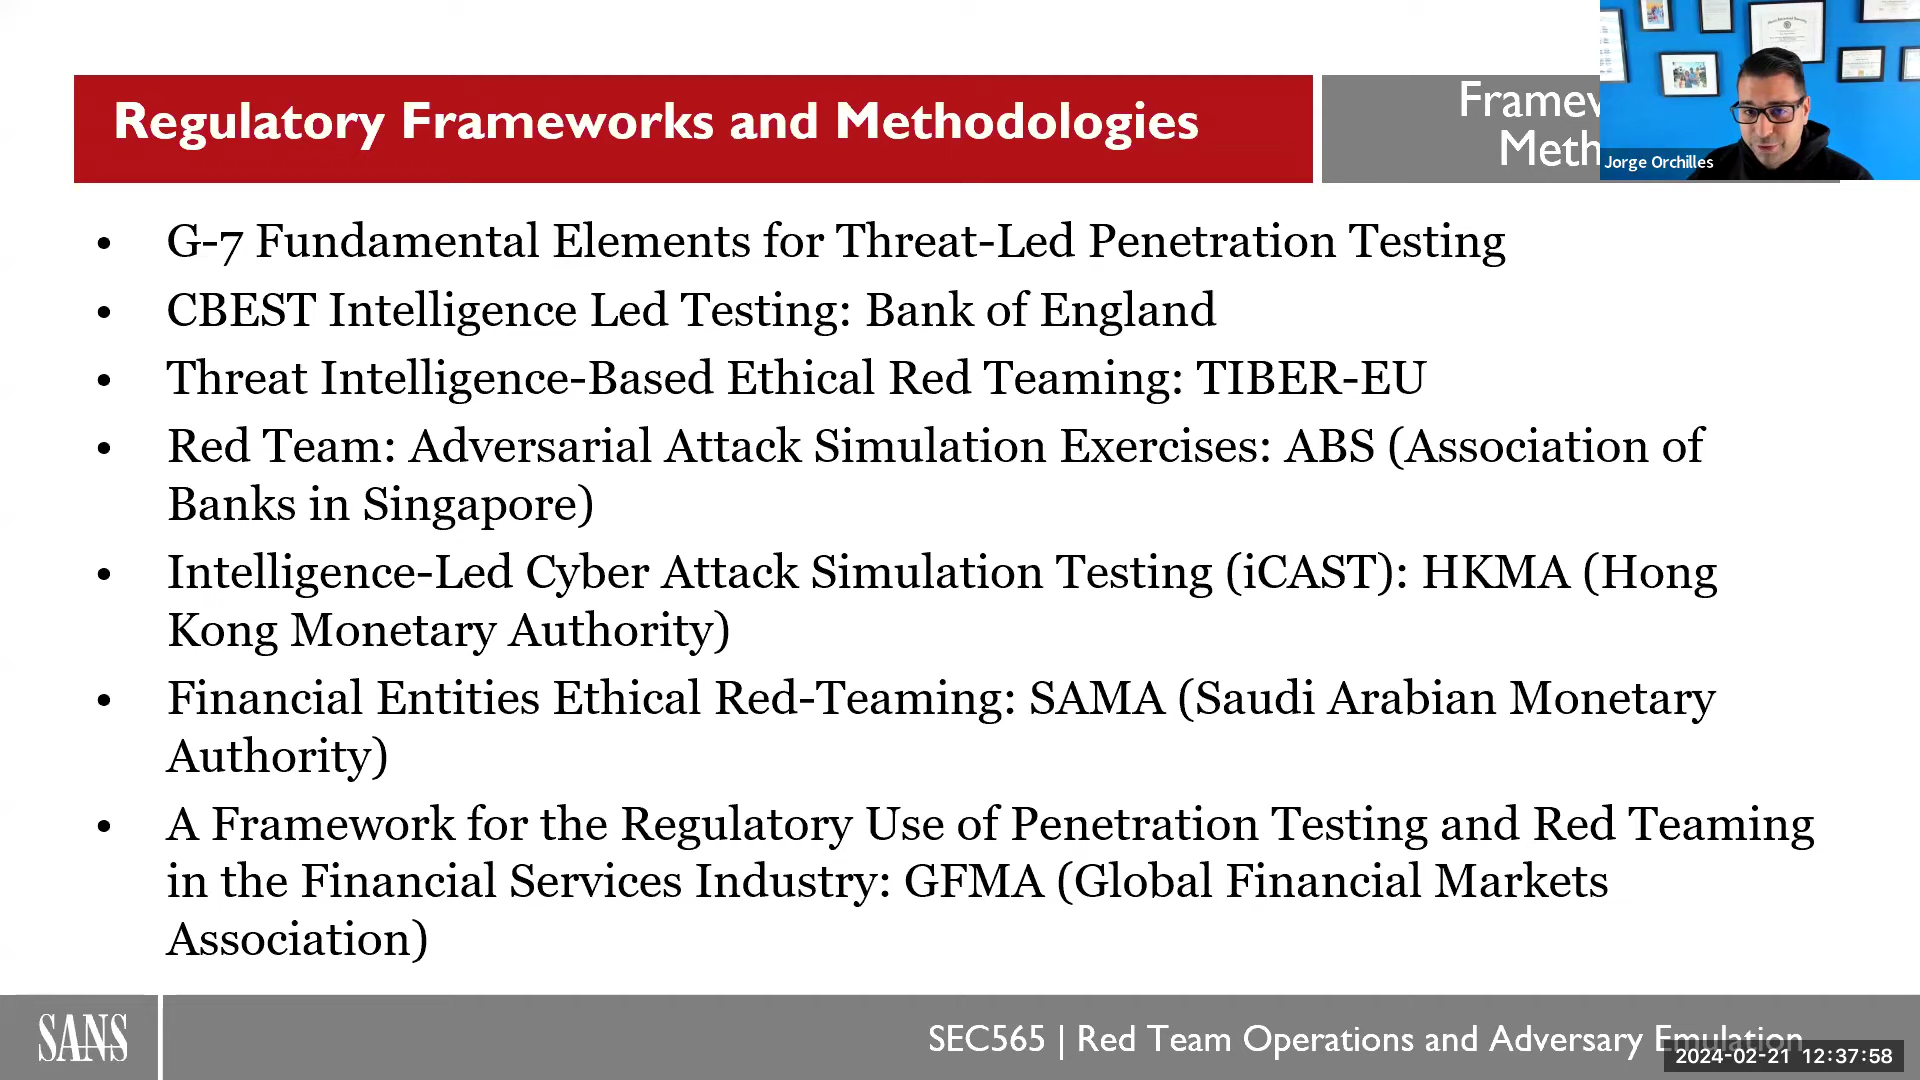 Regulatory Frameworks and Methodologies
Framew
Meth
Jorge Orchilles
• G-7 Fundamental Elements for Threat-Led Penetration Testing
• CBEST Intelligence Led Testing: Bank of England
• Threat Intelligence-Based Ethical Red Teaming: TIBER-EU
• Red Team: Adversarial Attack Simulation Exercises: ABS (Association of
Banks in Singapore)
• Intelligence-Led Cyber Attack Simulation Testing (iCAST): HKMA (Hong
Kong Monetary Authority)
• Financial Entities Ethical Red-Teaming: SAMA (Saudi Arabian Monetary
Authority)
• A Framework for the Regulatory Use of Penetration Testing and Red Teaming
in the Financial Services Industry: GFMA (Global Financial Markets
Association)
SANS
SEC565 | Red Team Operations and Adversary Emulation
2024-02-21 12:37:58